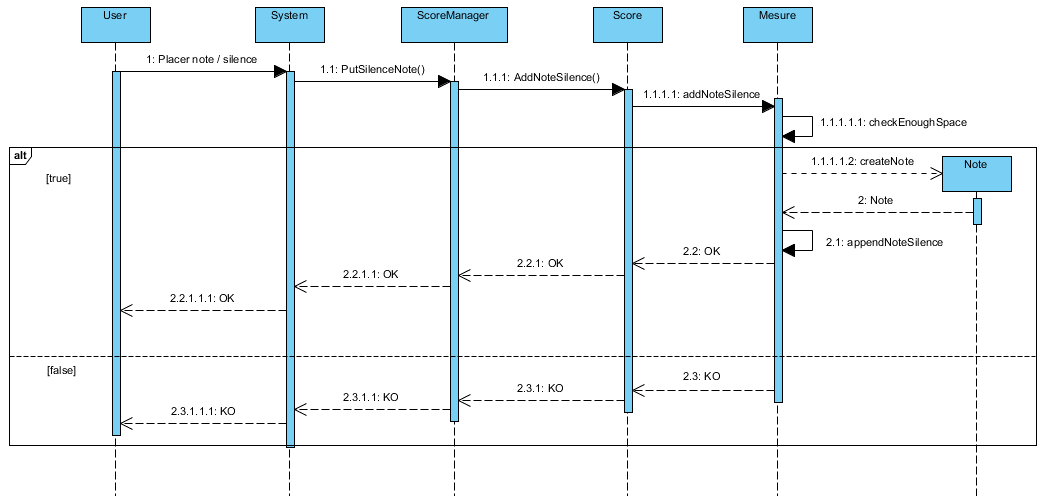 User
System
ScoreManager
Score
Mesure
1: Placer note / silence
1.1: PutSilenceNote()
1.1.1: AddNoteSilence()
1.1.1.1: addNoteSilence
1.1.1.1.1: checkEnoughSpace
alt
[true]
1.1.1.1.2: createNote
Note
2: Note
2.1: appendNoteSilence
2.2: OK
2.2.1: OK
2.2.1.1: OK
2.2.1.1.1: OK
[false]
2.3: KO
2.3.1: KO
2.3.1.1: KO
2.3.1.1.1: KO